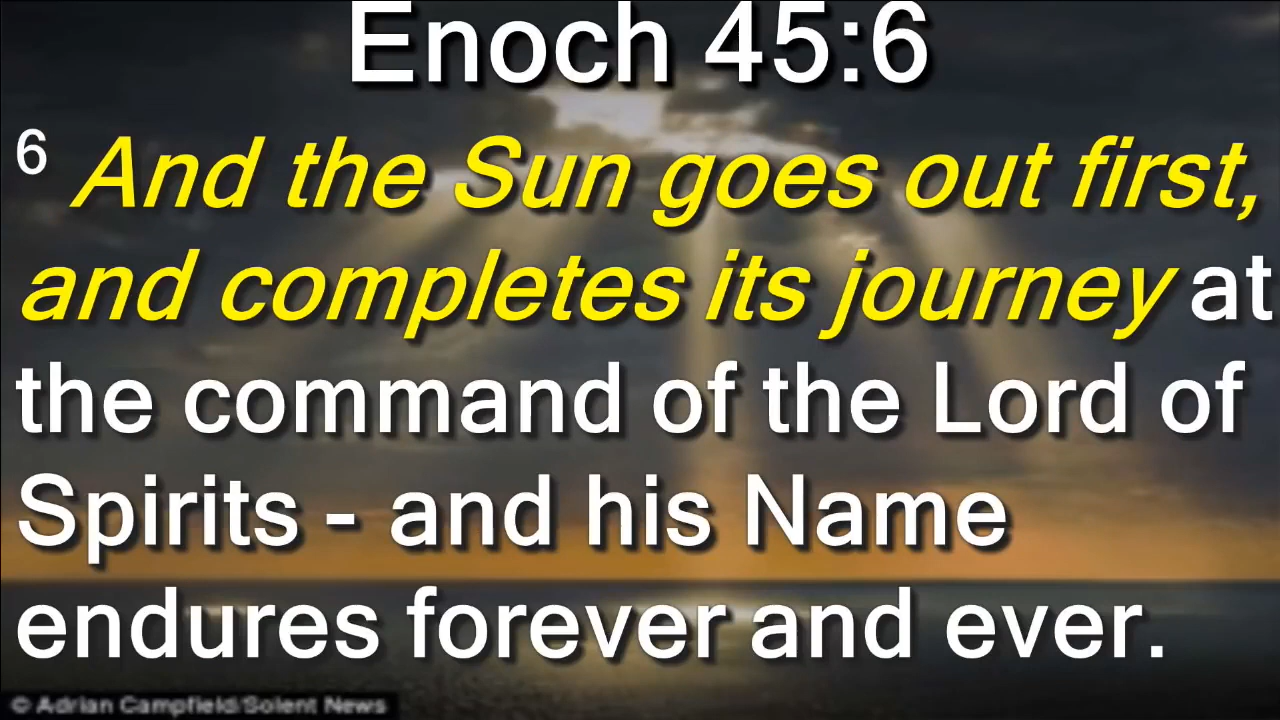 Enoch 45:6
6 And the Sun goes out first,
and completes its journey at
the command of the Lord of
Spirits - and his Name
endures forever and ever.
© Adrian Campfield/Solent News